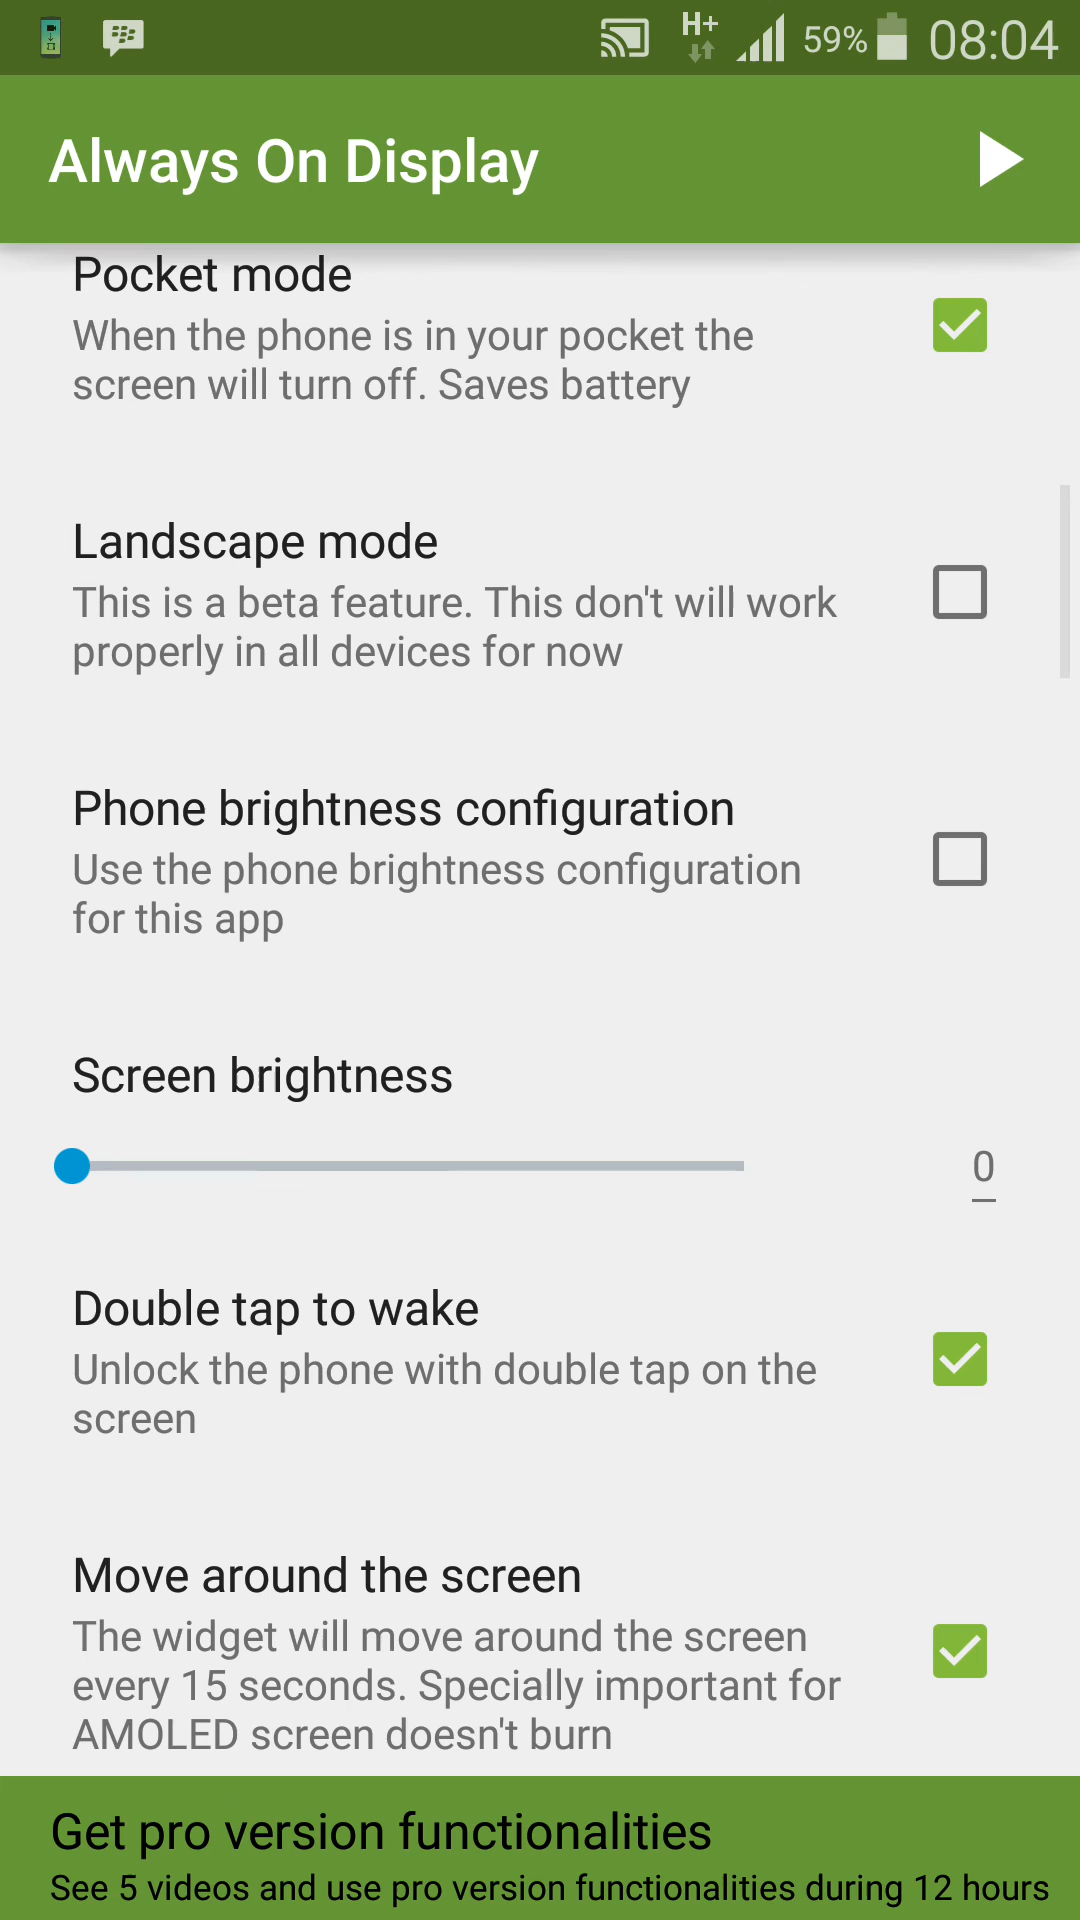 H+
59%
08:04
Always On Display
Pocket mode
When the phone is in your pocket the
screen will turn off. Saves battery
Landscape mode
This is a beta feature. This don't will work
properly in all devices for now
Phone brightness configuration
Use the phone brightness configuration
for this app
Screen brightness
0
Double tap to wake
Unlock the phone with double tap on the
screen
Move around the screen
The widget will move around the screen
every 15 seconds. Specially important for
AMOLED screen doesn't burn
Get pro version functionalities
See 5 videos and use pro version functionalities during 12 hours